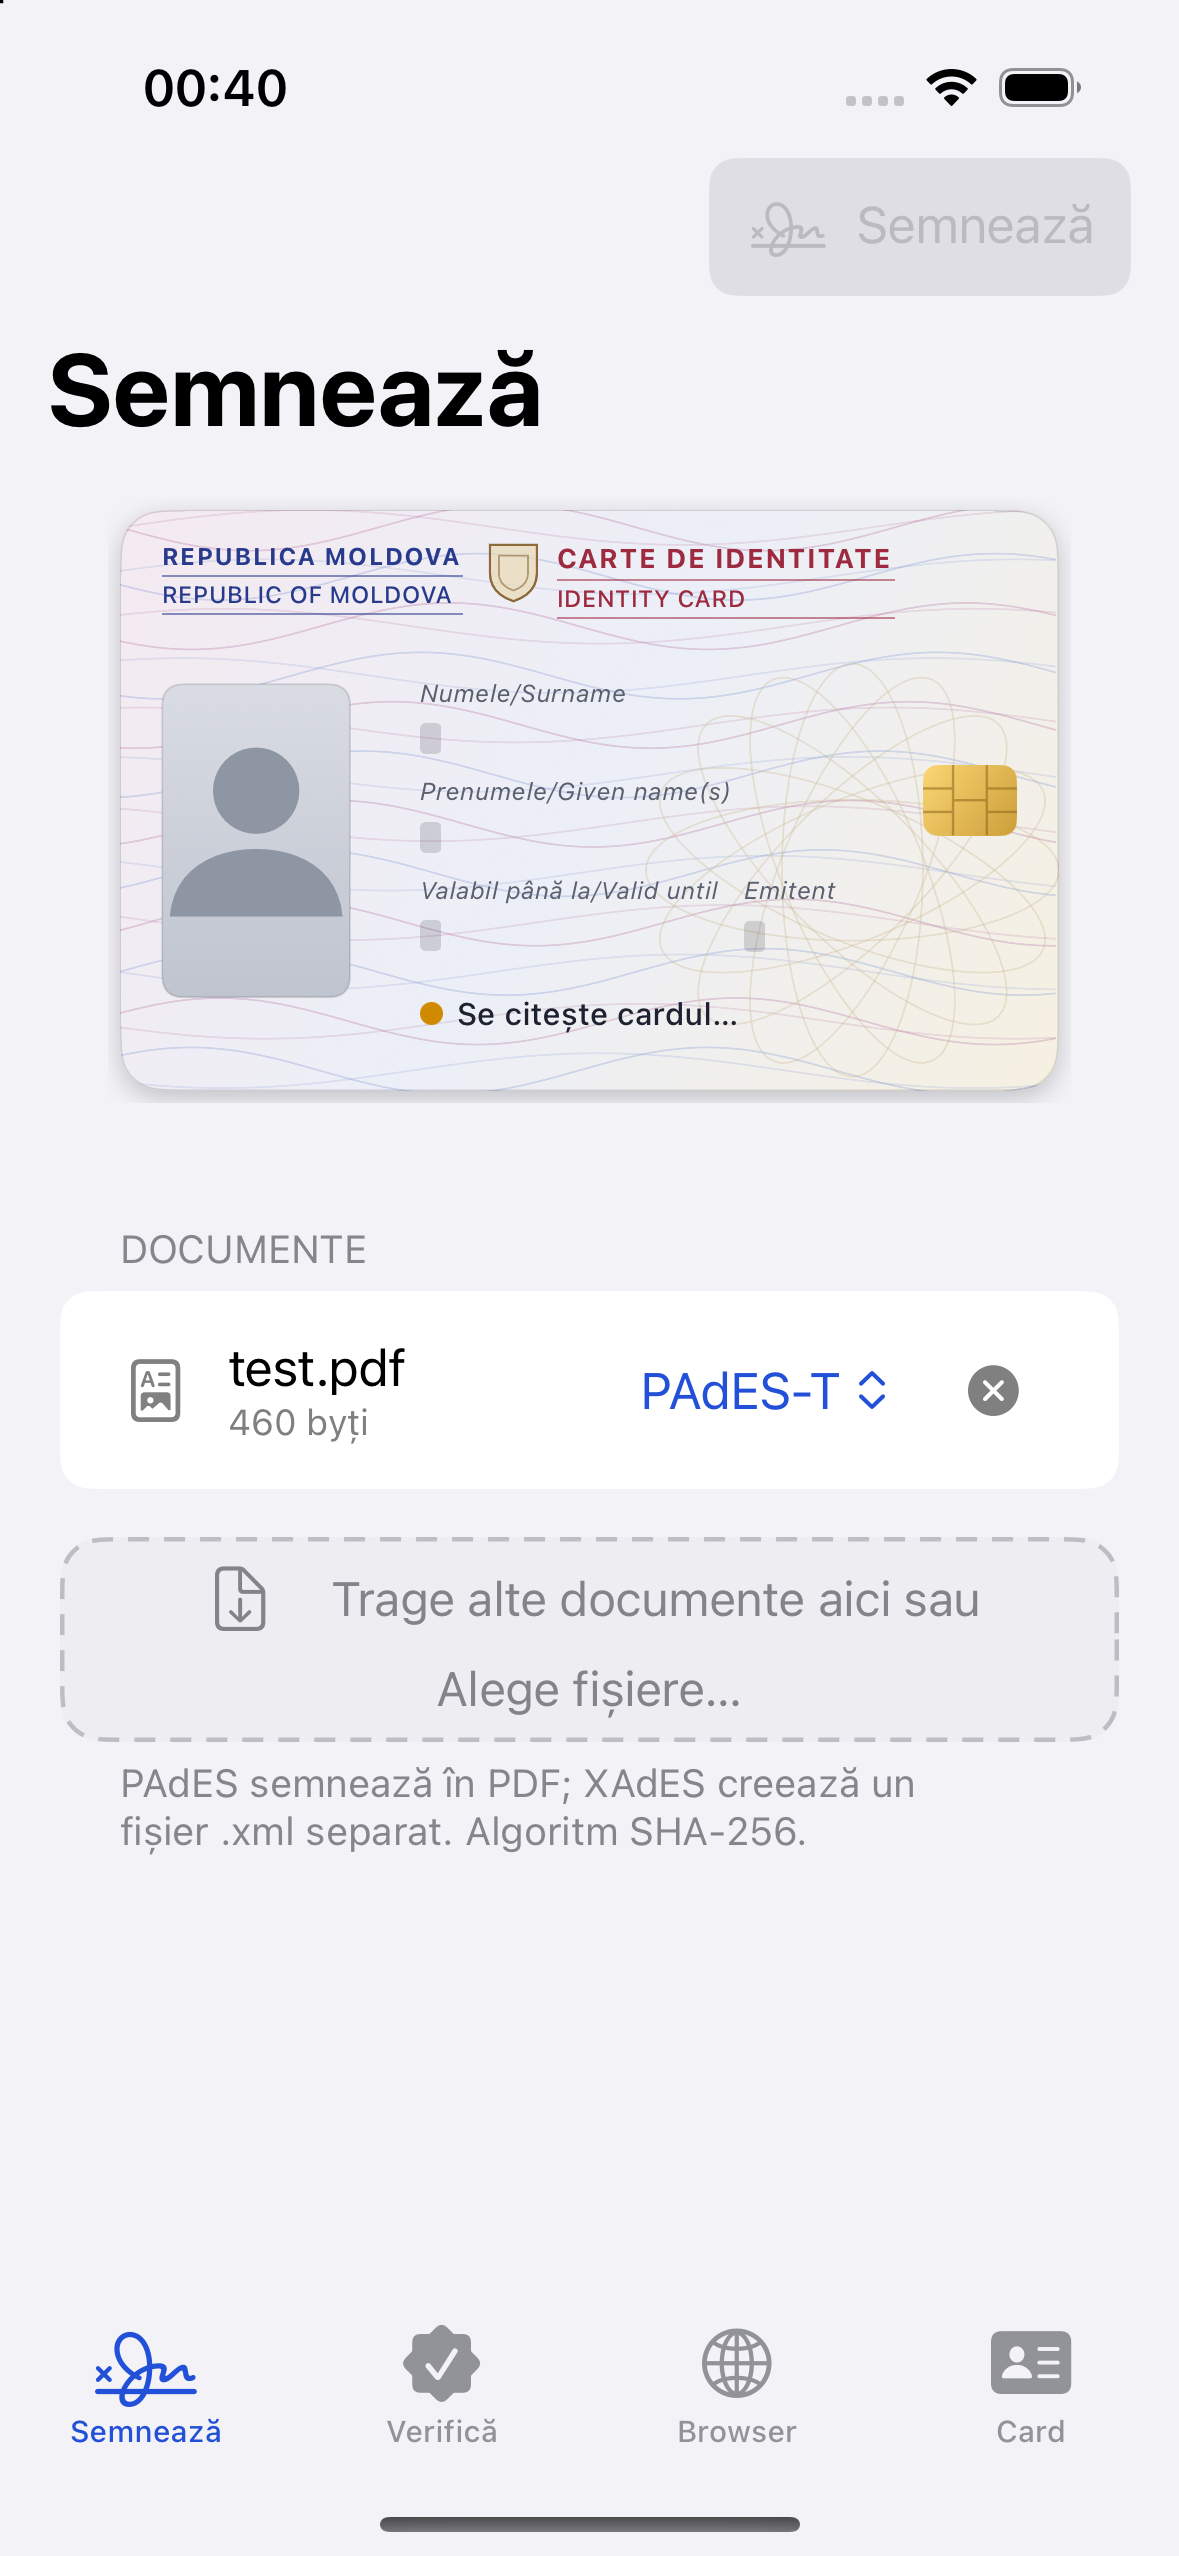 00:40
Semnează
Semnează
REPUBLICA MOLDOVA
REPUBLIC OF MOLDOVA
CARTE DE IDENTITATE
IDENTITY CARD
Numele/Surname
Prenumele/Given name(s)
Valabil până la/Valid until
Emitent
Se citește cardul...
DOCUMENTE
test.pdf
460 byți
PAdES-T
Trage alte documente aici sau
Alege fișiere...
PAdES semnează în PDF; XAdES creează un
fișier .xml separat. Algoritm SHA-256.
Semnează
Verifică
Browser
Card